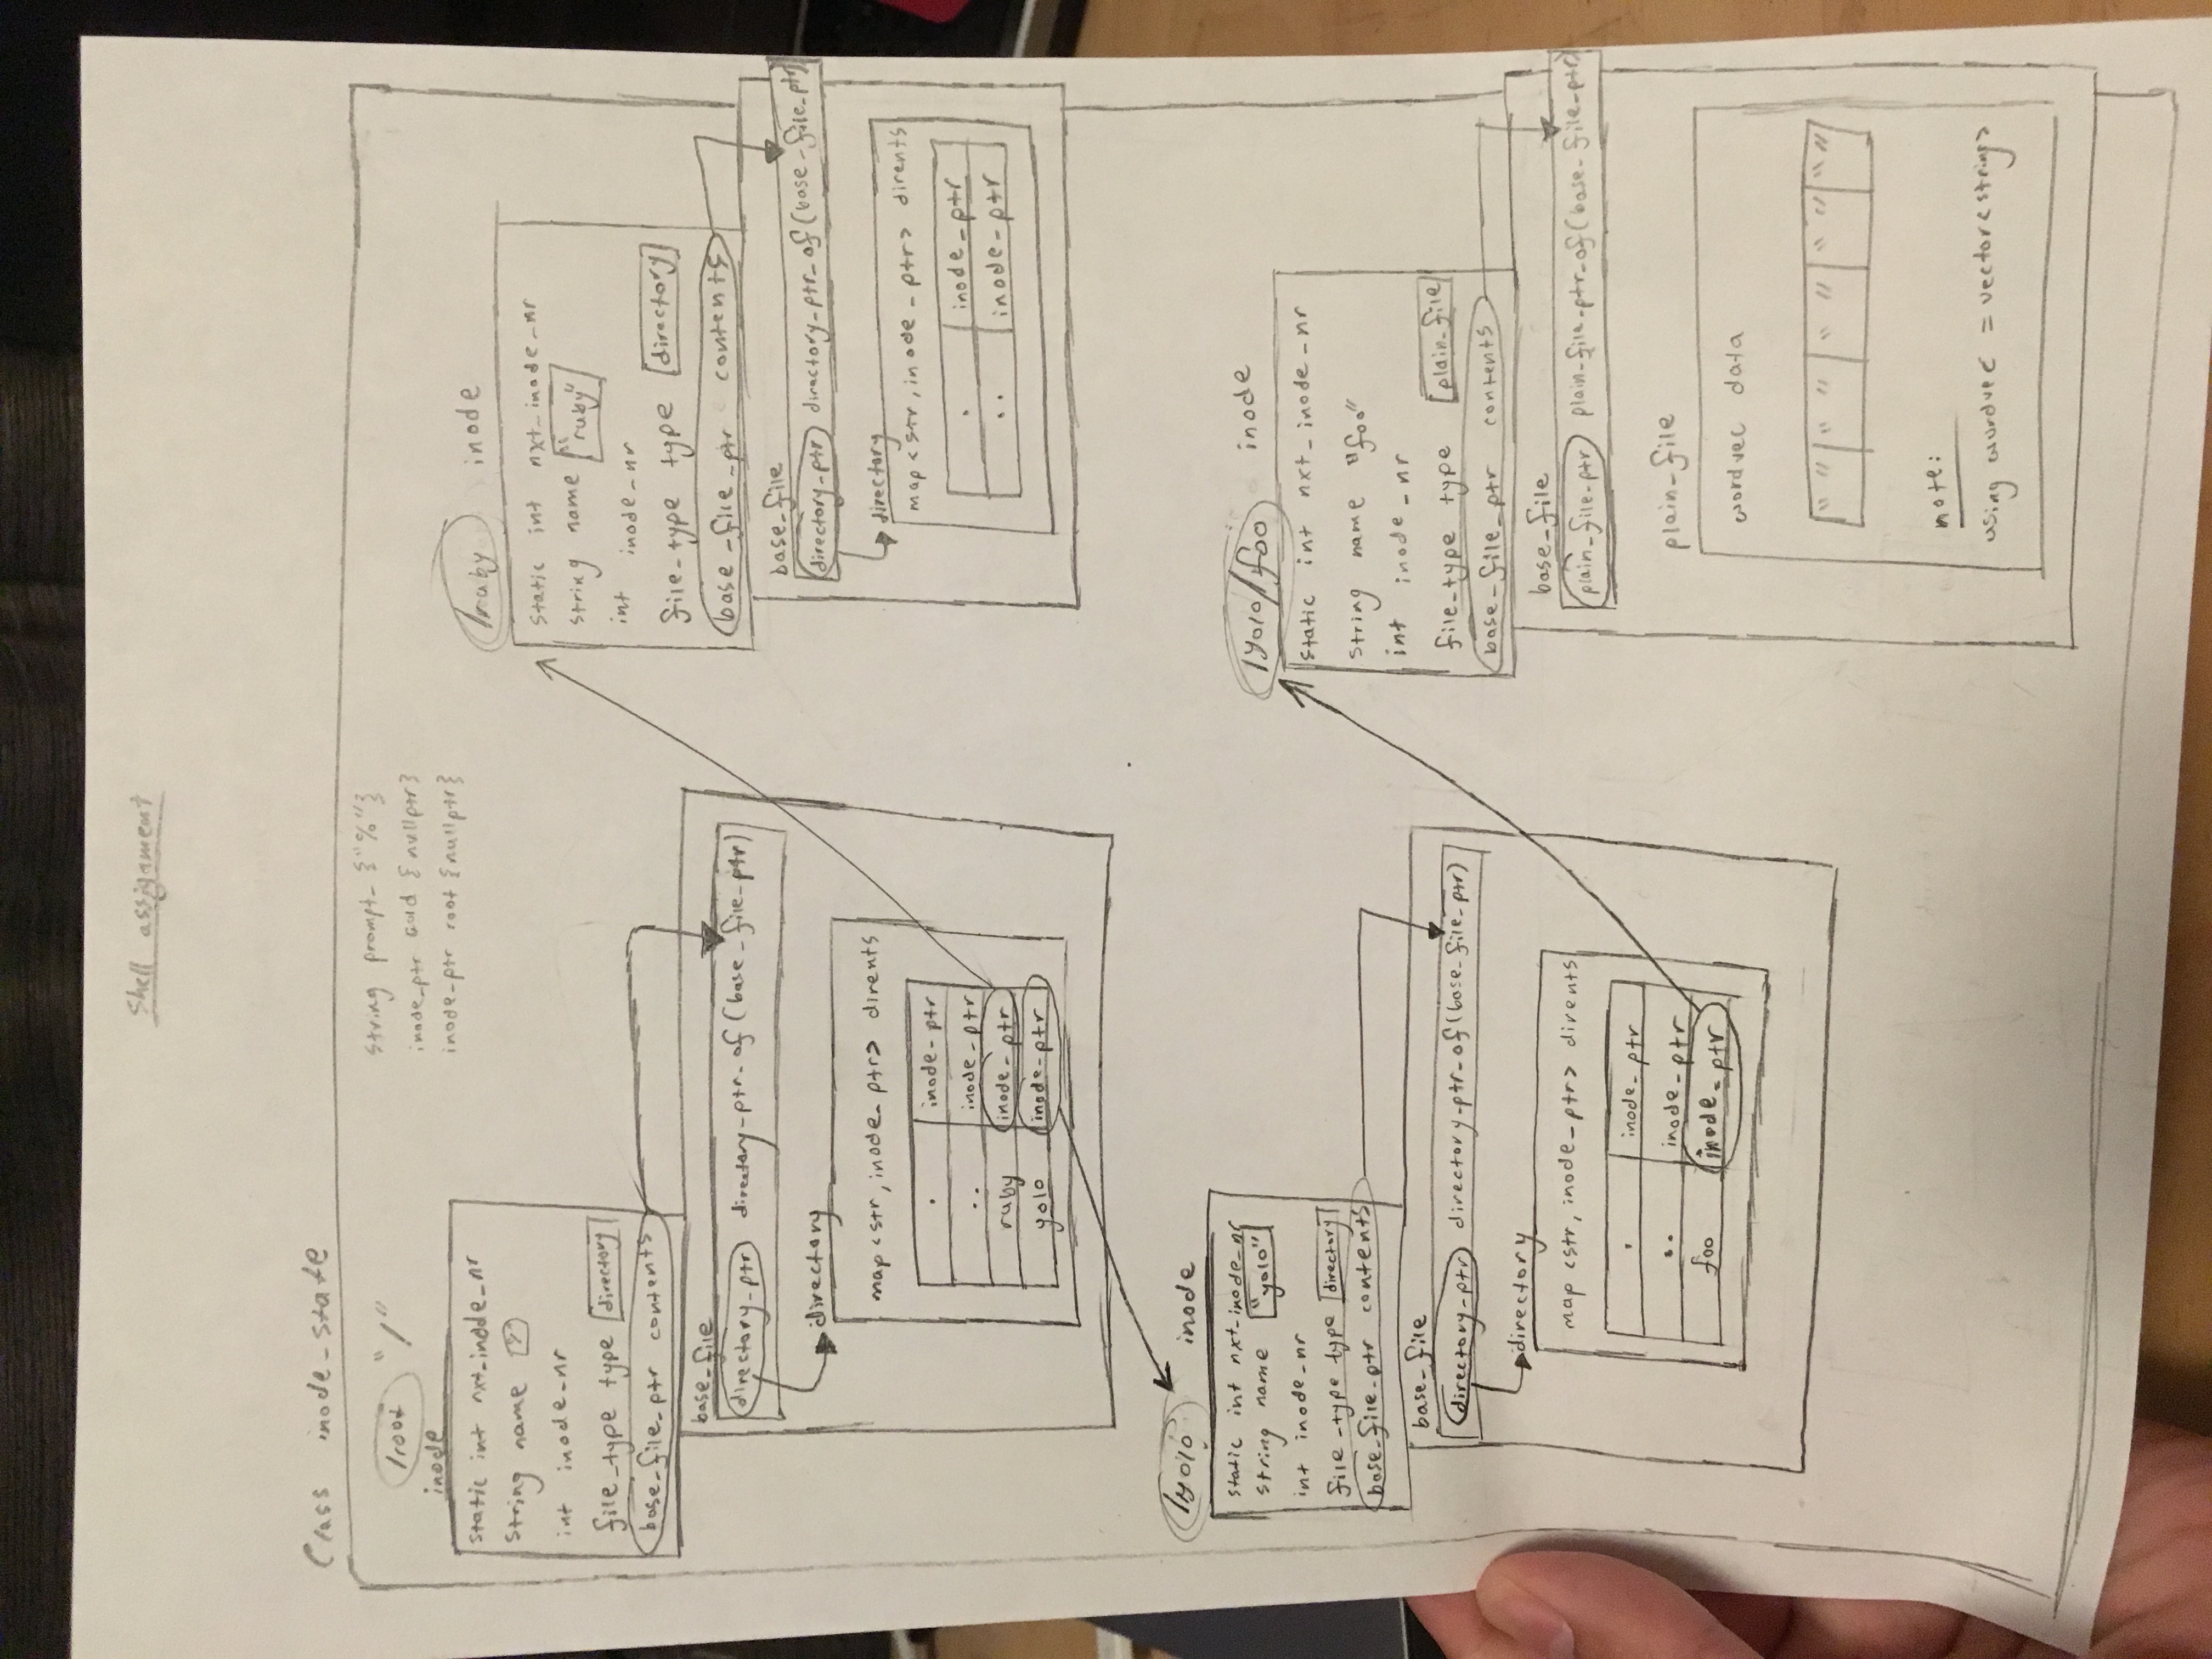 Shell assignment
Class inode_state
/root "/"
string prompt_ {"%"}
inode_ptr cwd {nullptr}
inode_ptr root {nullptr}
inode
static int nxt_inode_nr
string name
int inode_nr
file_type type directory
base_file_ptr contents
base_file
directory_ptr directory_ptr_of (base_file_ptr)
directory
map <str, inode_ptr> dirents
. inode_ptr
.. inode_ptr
ruby inode_ptr
yolo inode_ptr
/ruby inode
static int nxt_inode_nr
string name "ruby"
int inode_nr
file_type type directory
base_file_ptr contents
base_file
directory_ptr directory_ptr_of (base_file_ptr)
directory
map <str, inode_ptr> dirents
. inode_ptr
.. inode_ptr
/yolo inode
static int nxt_inode_nr
string name "yolo"
int inode_nr
file_type type directory
base_file_ptr contents
base_file
directory_ptr directory_ptr_of (base_file_ptr)
directory
map <str, inode_ptr> dirents
. inode_ptr
.. inode_ptr
foo inode_ptr
/yolo/foo inode
static int nxt_inode_nr
string name "foo"
int inode_nr
file_type type plain_file
base_file_ptr contents
base_file
plain_file_ptr plain_file_ptr_of (base_file_ptr)
plain_file
wordvec data
" " " " " " " " " "
note:
using wordvec = vector<string>